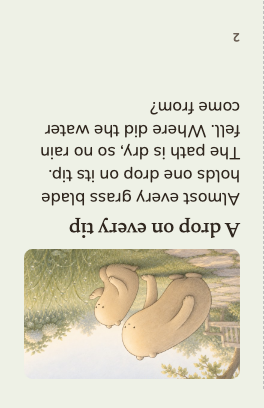 A drop on every tip
Almost every grass blade
holds one drop on its tip.
The path is dry, so no rain
fell. Where did the water
come from?
2